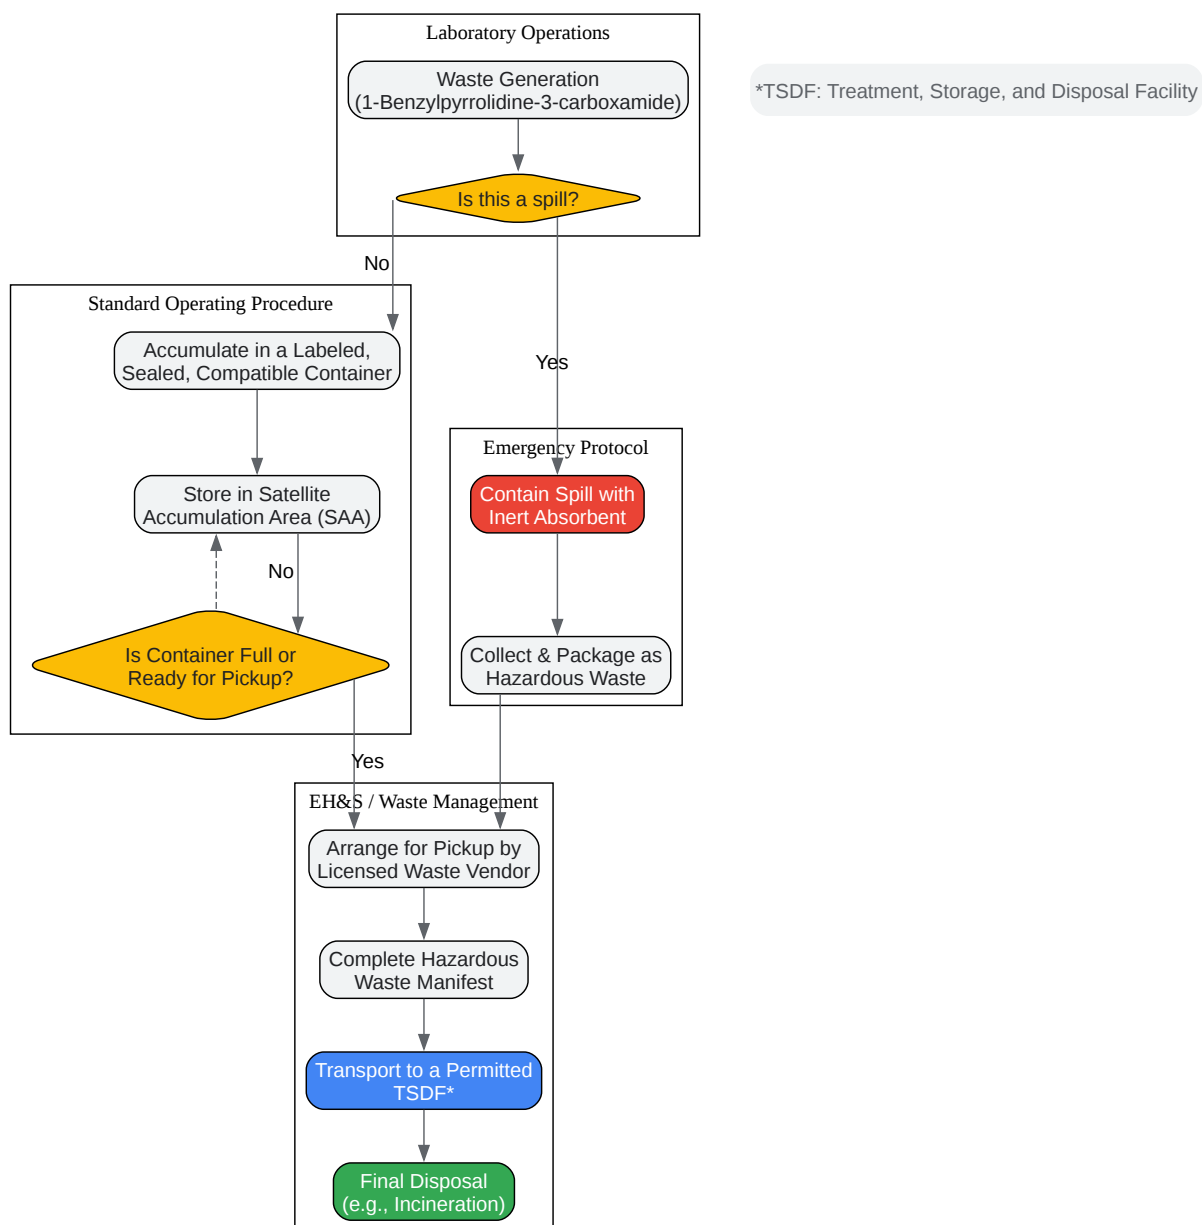 Laboratory Operations
Waste Generation
(1-Benzylpyrrolidine-3-carboxamide)
*TSDF: Treatment, Storage, and Disposal Facility
Is this a spill?
No
Standard Operating Procedure
Accumulate in a Labeled,
Sealed, Compatible Container
Yes
Emergency Protocol
Store in Satellite
Accumulation Area (SAA)
Contain Spill with
Inert Absorbent
No
Is Container Full or
Ready for Pickup?
Collect & Package as
Hazardous Waste
Yes
EH&S / Waste Management
Arrange for Pickup by
Licensed Waste Vendor
Complete Hazardous
Waste Manifest
Transport to a Permitted
TSDF*
Final Disposal
(e.g., Incineration)